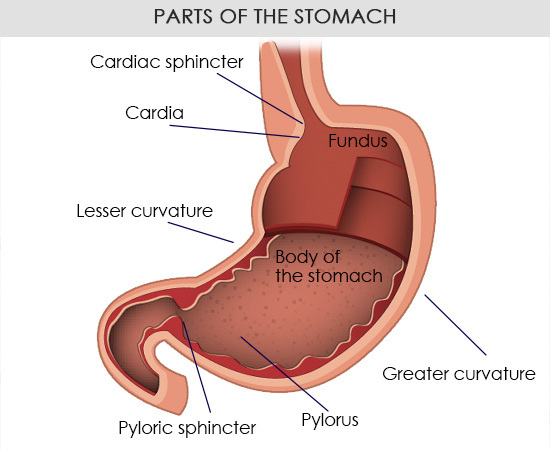 PARTS OF THE STOMACH
Cardiac sphincter
Cardia
Fundus
Lesser curvature
Body of
the stomach
Greater curvature
Pylorus
Pyloric sphincter